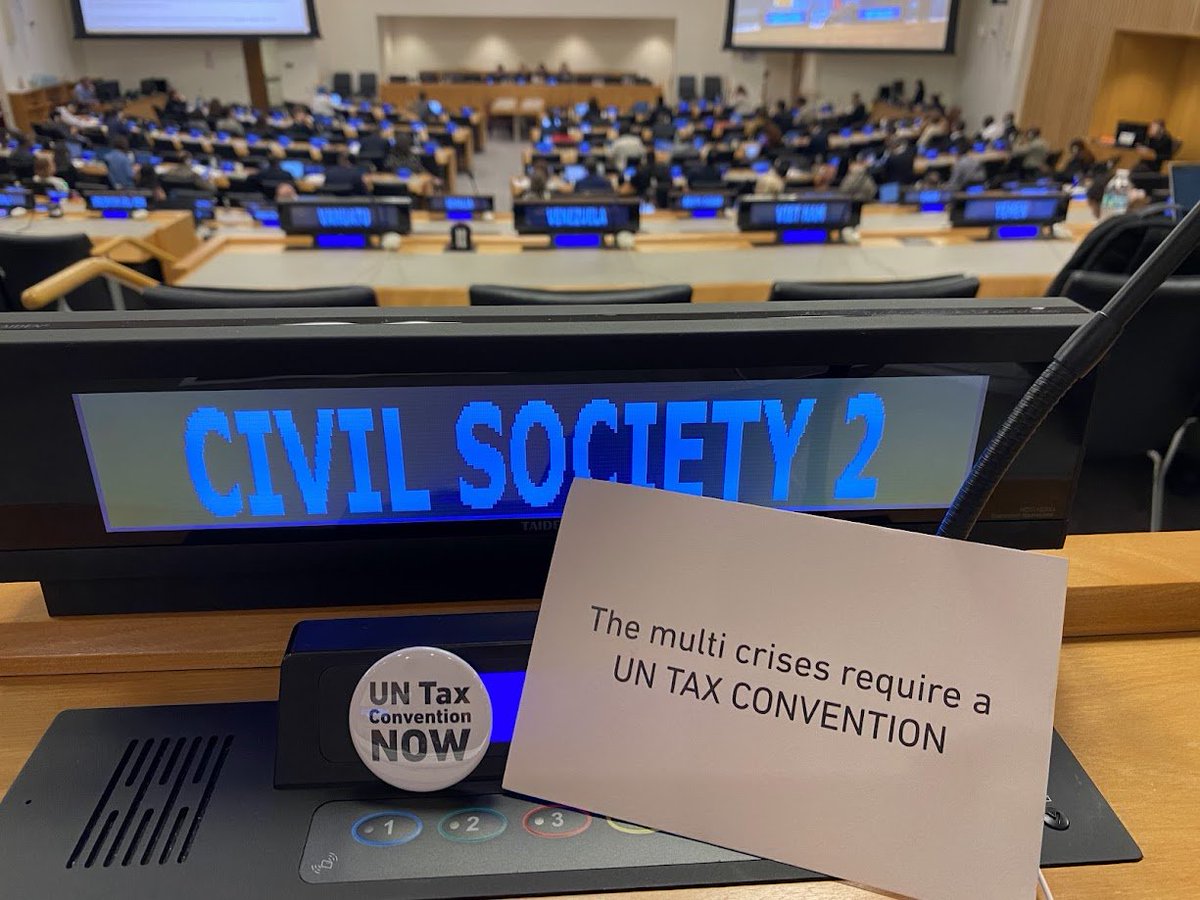 VANUATU
VENEZUELA
VIET NAM
YEMEN
CIVIL SOCIETY 2
UN Tax
Convention
NOW
The multi crises require a
UN TAX CONVENTION
1
2
3